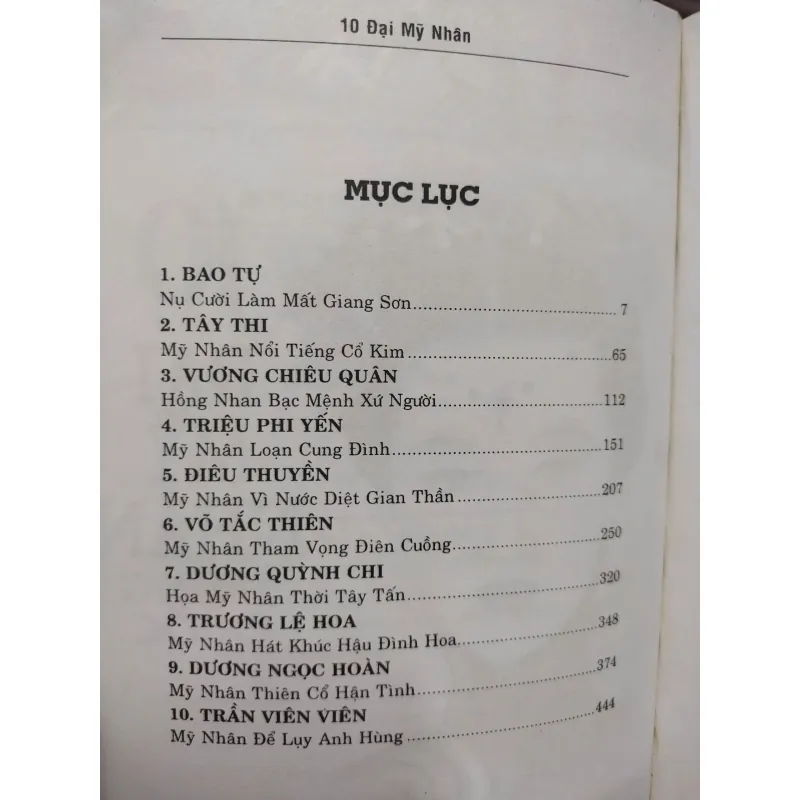 10 Đại Mỹ Nhân
MỤC LỤC
1. BAO TỰ
Nụ Cười Làm Mất Giang Sơn....................................7
2. TÂY THI
Mỹ Nhân Nổi Tiếng Cổ Kim....................................65
3. VƯƠNG CHIÊU QUÂN
Hồng Nhan Bạc Mệnh Xứ Người............................112
4. TRIỆU PHI YẾN
Mỹ Nhân Loạn Cung Đình....................................151
5. ĐIÊU THUYỀN
Mỹ Nhân Vì Nước Diệt Gian Thần..........................207
6. VÕ TẮC THIÊN
Mỹ Nhân Tham Vọng Điên Cuồng..........................250
7. DƯƠNG QUỲNH CHI
Họa Mỹ Nhân Thời Tây Tấn..................................320
8. TRƯƠNG LỆ HOA
Mỹ Nhân Hát Khúc Hậu Đình Hoa..........................348
9. DƯƠNG NGỌC HOÀN
Mỹ Nhân Thiên Cổ Hận Tình..................................374
10. TRẦN VIÊN VIÊN
Mỹ Nhân Để Lụy Anh Hùng..................................444